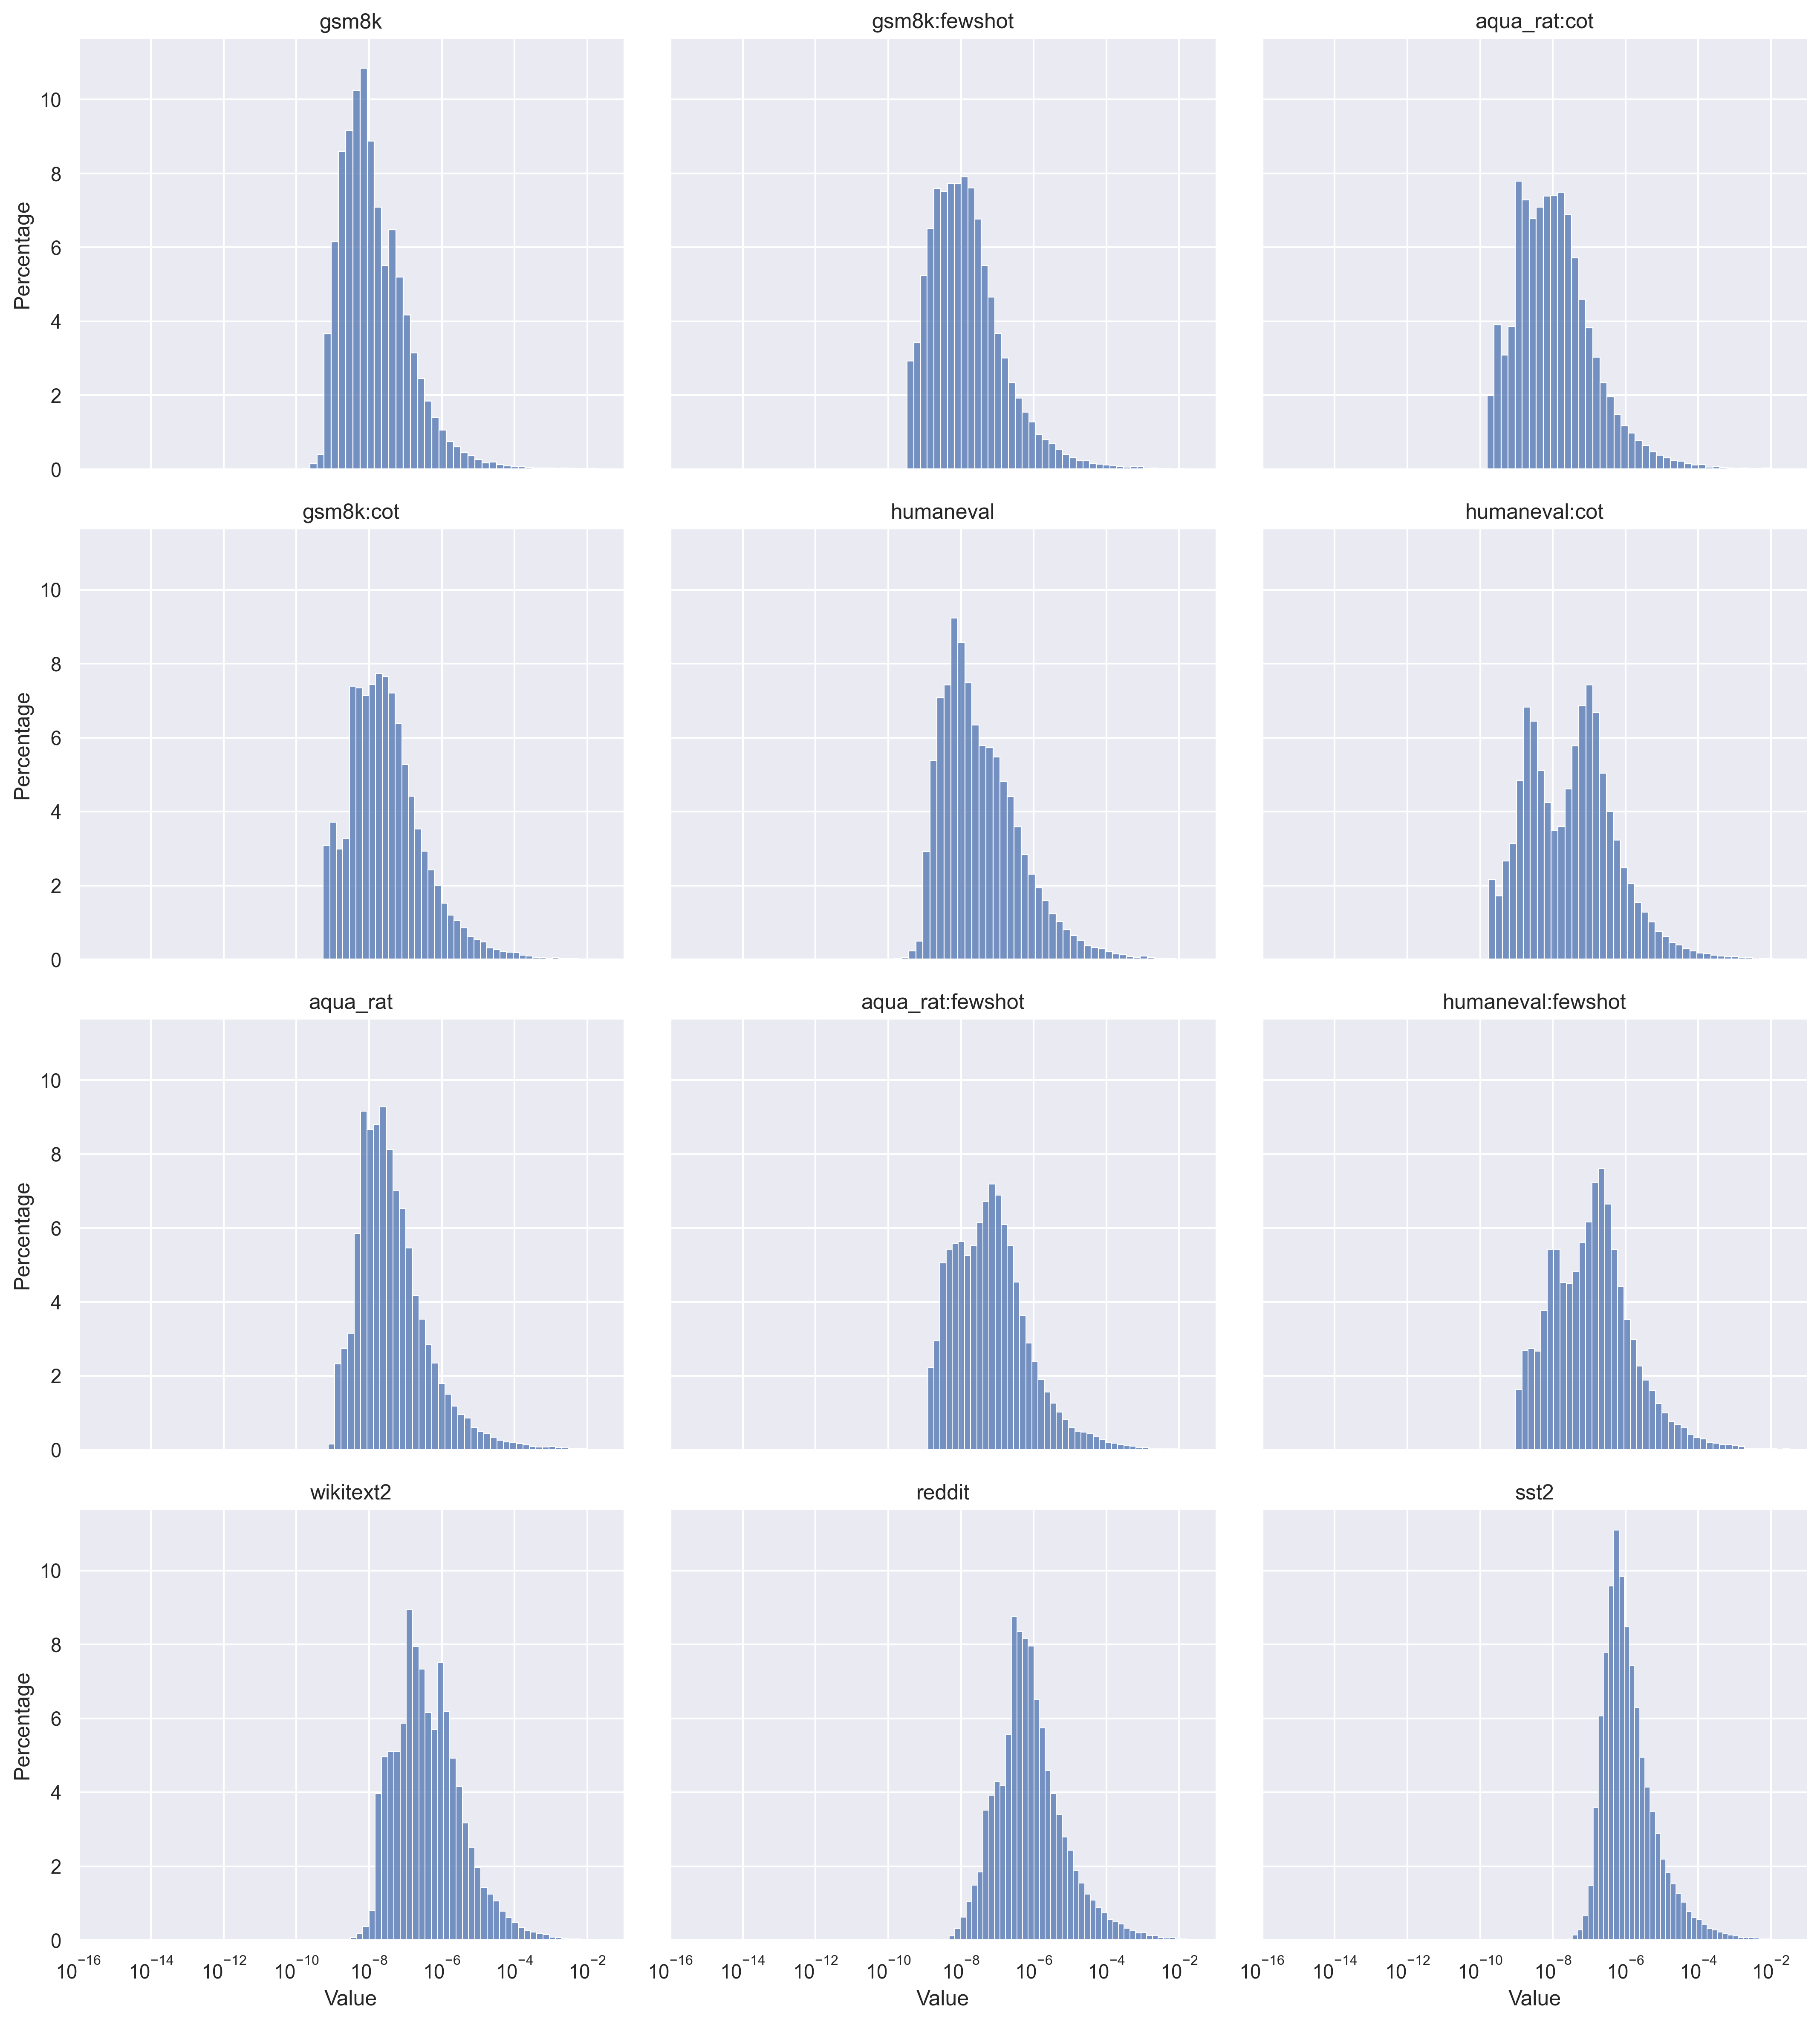 gsm8k
gsm8k:fewshot
aqua_rat:cot
10
8
6
4
2
0
Percentage
gsm8k:cot
humaneval
humaneval:cot
10
8
6
4
2
0
Percentage
aqua_rat
aqua_rat:fewshot
humaneval:fewshot
10
8
6
4
2
0
Percentage
wikitext2
reddit
sst2
10
8
6
4
2
0
Percentage
10⁻¹⁶ 10⁻¹⁴ 10⁻¹² 10⁻¹⁰ 10⁻⁸ 10⁻⁶ 10⁻⁴ 10⁻²
10⁻¹⁶ 10⁻¹⁴ 10⁻¹² 10⁻¹⁰ 10⁻⁸ 10⁻⁶ 10⁻⁴ 10⁻²
10⁻¹⁶ 10⁻¹⁴ 10⁻¹² 10⁻¹⁰ 10⁻⁸ 10⁻⁶ 10⁻⁴ 10⁻²
Value
Value
Value